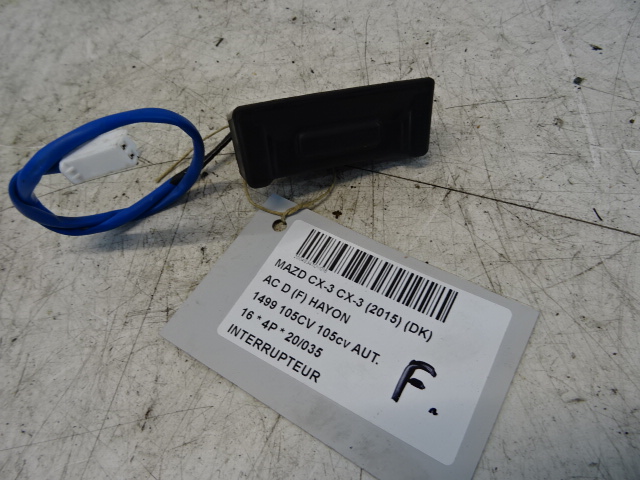 MAZD CX-3 CX-3 (2015) (DK)
AC D (F) HAYON
1499 105CV 105cv AUT.
16 * 4P * 20/035
INTERRUPTEUR
F.